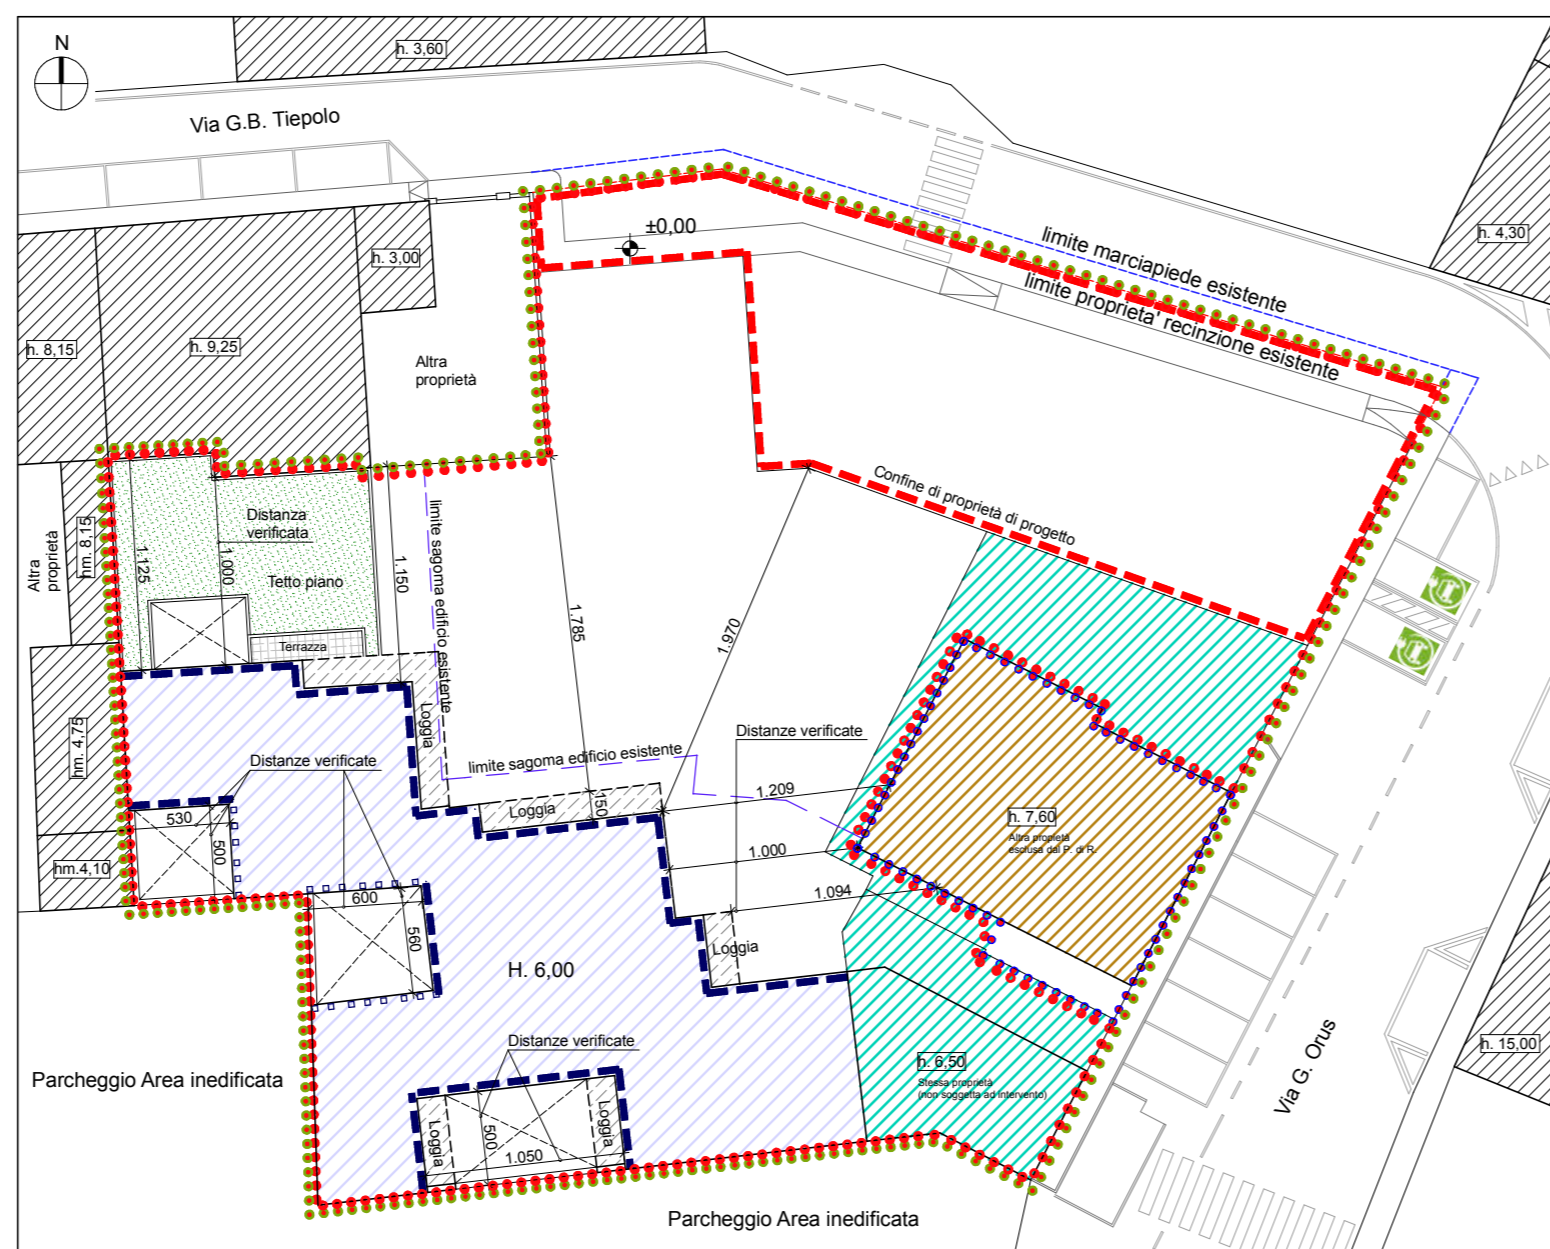 N
h. 3,60
Via G.B. Tiepolo
h. 4,30
±0,00
h. 3,00
limite marciapiede esistente
limite proprieta' recinzione esistente
h. 8,15
h. 9,25
Altra
proprietà
Confine di proprietà di progetto
Distanza
verificata
Altra
proprietà
hm. 8,15
1.125
1.000
1.150
limite sagoma edificio esistente
Tetto piano
1.785
1.970
Terrazza
Loggia
hm. 4,75
Distanze verificate
limite sagoma edificio esistente
Distanze verificate
530
500
Loggia
150
1.209
h. 7,60
Altra propietà
esclusa dal P. di R.
1.000
hm.4,10
600
560
1.094
Loggia
H. 6,00
Distanze verificate
h. 6,50
Stessa proprietà
(non soggetta ad intervento)
h. 15,00
Via G. Orus
Parcheggio Area inedificata
Loggia
500
1.050
Loggia
Parcheggio Area inedificata